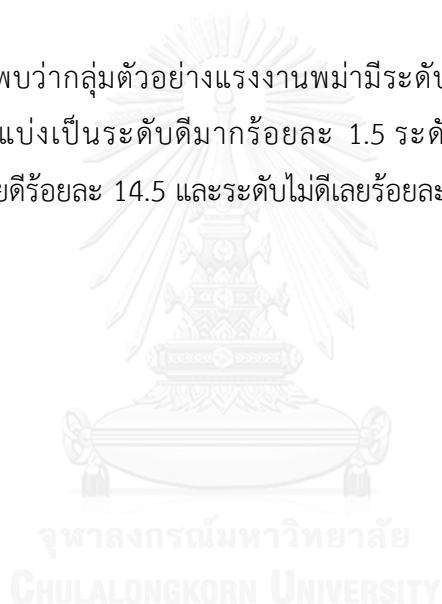 พบว่ากลุ่มตัวอย่างแรงงานพม่ามีระดับ
แบ่งเป็นระดับดีมากร้อยละ 1.5 ระดั
ยดีร้อยละ 14.5 และระดับไม่ดีเลยร้อยละ
จุฬาลงกรณ์มหาวิทยาลัย
CHULALONGKORN UNIVERSITY